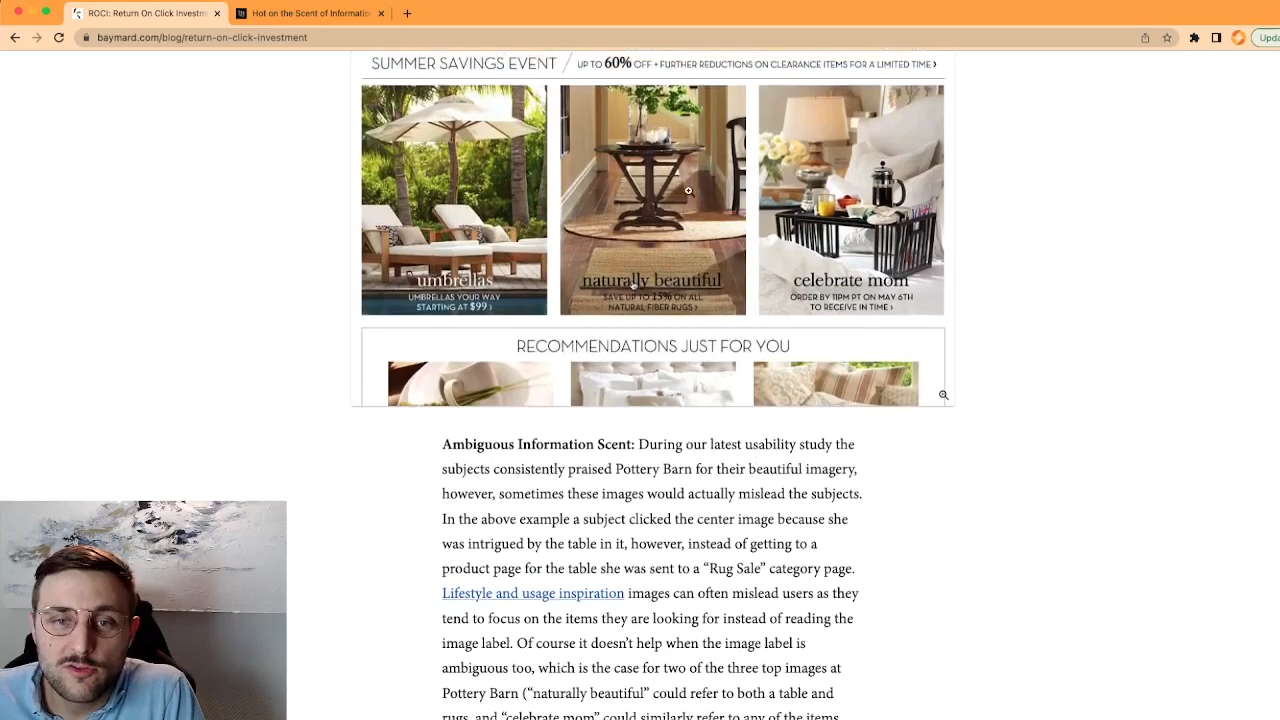 ROCI: Return On Click Investm
Hot on the Scent of Informatio
baymard.com/blog/return-on-click-investment
SUMMER SAVINGS EVENT / UP TO 60% OFF + FURTHER REDUCTIONS ON CLEARANCE ITEMS FOR A LIMITED TIME ›
umbrellas
UMBRELLAS YOUR WAY
STARTING AT $99 ›
naturally beautiful
SAVE UP TO 15% ON ALL
NATURAL-FIBER RUGS ›
celebrate mom
ORDER BY 11PM PT ON MAY 6TH
TO RECEIVE IN TIME ›
RECOMMENDATIONS JUST FOR YOU
Ambiguous Information Scent: During our latest usability study the
subjects consistently praised Pottery Barn for their beautiful imagery,
however, sometimes these images would actually mislead the subjects.
In the above example a subject clicked the center image because she
was intrigued by the table in it, however, instead of getting to a
product page for the table she was sent to a “Rug Sale” category page.
Lifestyle and usage inspiration images can often mislead users as they
tend to focus on the items they are looking for instead of reading the
image label. Of course it doesn’t help when the image label is
ambiguous too, which is the case for two of the three top images at
Pottery Barn (“naturally beautiful” could refer to both a table and
rugs, and “celebrate mom” could similarly refer to any of the items